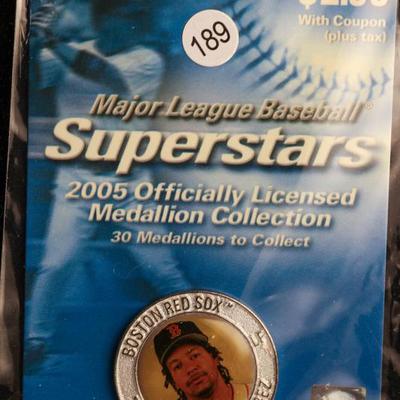 With Coupon
(plus tax)
189
Major League Baseball®
Superstars
2005 Officially Licensed
Medallion Collection
30 Medallions to Collect
BOSTON RED SOX™